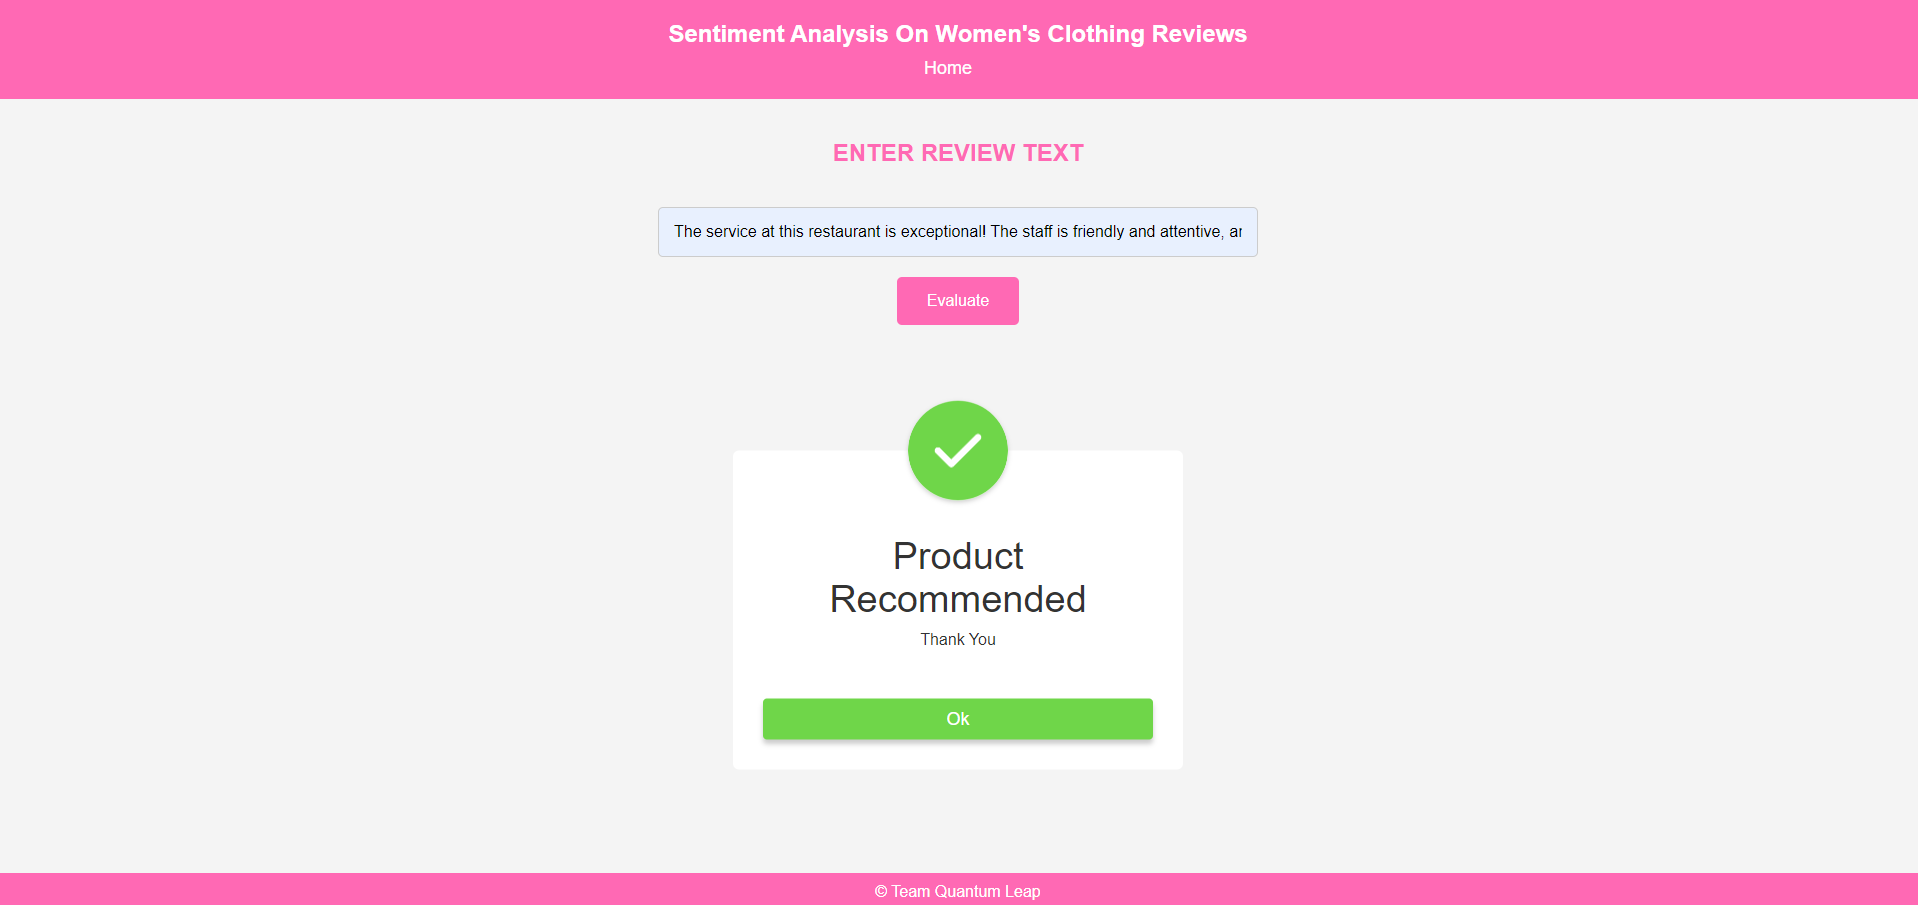 Sentiment Analysis On Women's Clothing Reviews
Home
ENTER REVIEW TEXT
The service at this restaurant is exceptional! The staff is friendly and attentive,
Evaluate
Product
Recommended
Thank You
Ok
© Team Quantum Leap